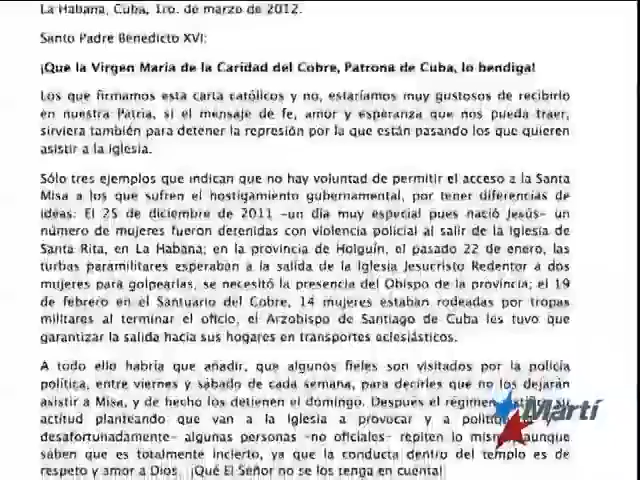 La Habana, Cuba, 1ro. de marzo de 2012.
Santo Padre Benedicto XVI:
¡Que la Virgen María de la Caridad del Cobre, Patrona de Cuba, lo bendiga!
Los que firmamos esta carta católicos y no, estaríamos muy gustosos de recibirlo
en nuestra Patria, si el mensaje de fe, amor y esperanza que nos pueda traer,
sirviera también para detener la represión por la que están pasando los que quieren
asistir a la iglesia.
Sólo tres ejemplos que indican que no hay voluntad de permitir el acceso a la Santa
Misa a los que sufren el hostigamiento gubernamental, por tener diferencias de
ideas: El 25 de diciembre de 2011 -un día muy especial pues nació Jesús- un
número de mujeres fueron detenidas con violencia policial al salir de la Iglesia de
Santa Rita, en La Habana; en la provincia de Holguín, el pasado 22 de enero, las
turbas paramilitares esperaban a la salida de la Iglesia Jesucristo Redentor a dos
mujeres para golpearlas, se necesitó la presencia del Obispo de la provincia; el 19
de febrero en el Santuario del Cobre, 14 mujeres estaban rodeadas por tropas
militares al terminar el oficio, el Arzobispo de Santiago de Cuba les tuvo que
garantizar la salida hacia sus hogares en transportes eclesiásticos.
A todo ello habría que añadir, que algunos fieles son visitados por la policía
política, entre viernes y sábado de cada semana, para decirles que no los dejarán
asistir a Misa, y de hecho los detienen el domingo. Después el régimen su
actitud planteando que van a la Iglesia a provocar y a
desafortunadamente- algunas personas -no oficiales- repiten lo aunque
saben que es totalmente incierto, ya que la conducta dentro del templo es de
respeto y amor a Dios. ¡Qué El Señor no se los tenga en cuenta!
Martí